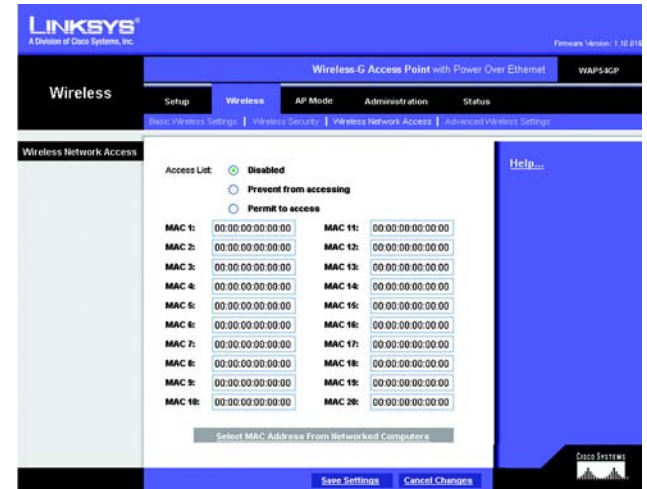 LINKSYS®
A Division of Cisco Systems, Inc.
Firmware Version: 1.10.019
Wireless-G Access Point with Power Over Ethernet WAP54GP
Wireless
Setup Wireless AP Mode Administration Status
Basic Wireless Settings | Wireless Security | Wireless Network Access | Advanced Wireless Settings
Wireless Network Access
Help...
Access List: Disabled
Prevent from accessing
Permit to access
MAC 1: 00:00:00:00:00:00 MAC 11: 00:00:00:00:00:00
MAC 2: 00:00:00:00:00:00 MAC 12: 00:00:00:00:00:00
MAC 3: 00:00:00:00:00:00 MAC 13: 00:00:00:00:00:00
MAC 4: 00:00:00:00:00:00 MAC 14: 00:00:00:00:00:00
MAC 5: 00:00:00:00:00:00 MAC 15: 00:00:00:00:00:00
MAC 6: 00:00:00:00:00:00 MAC 16: 00:00:00:00:00:00
MAC 7: 00:00:00:00:00:00 MAC 17: 00:00:00:00:00:00
MAC 8: 00:00:00:00:00:00 MAC 18: 00:00:00:00:00:00
MAC 9: 00:00:00:00:00:00 MAC 19: 00:00:00:00:00:00
MAC 10: 00:00:00:00:00:00 MAC 20: 00:00:00:00:00:00
Select MAC Address From Networked Computers
Save Settings Cancel Changes
CISCO SYSTEMS